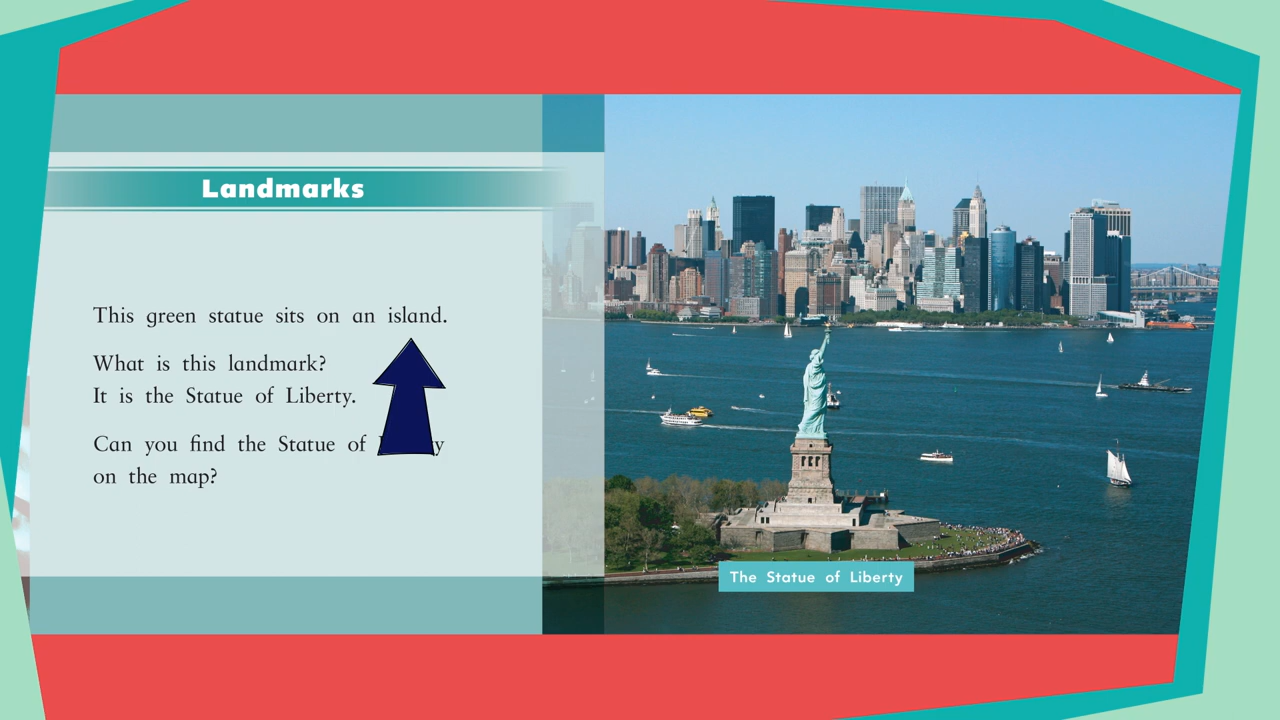 Landmarks
This green statue sits on an island.
What is this landmark?
It is the Statue of Liberty.
Can you find the Statue of
on the map?
The Statue of Liberty